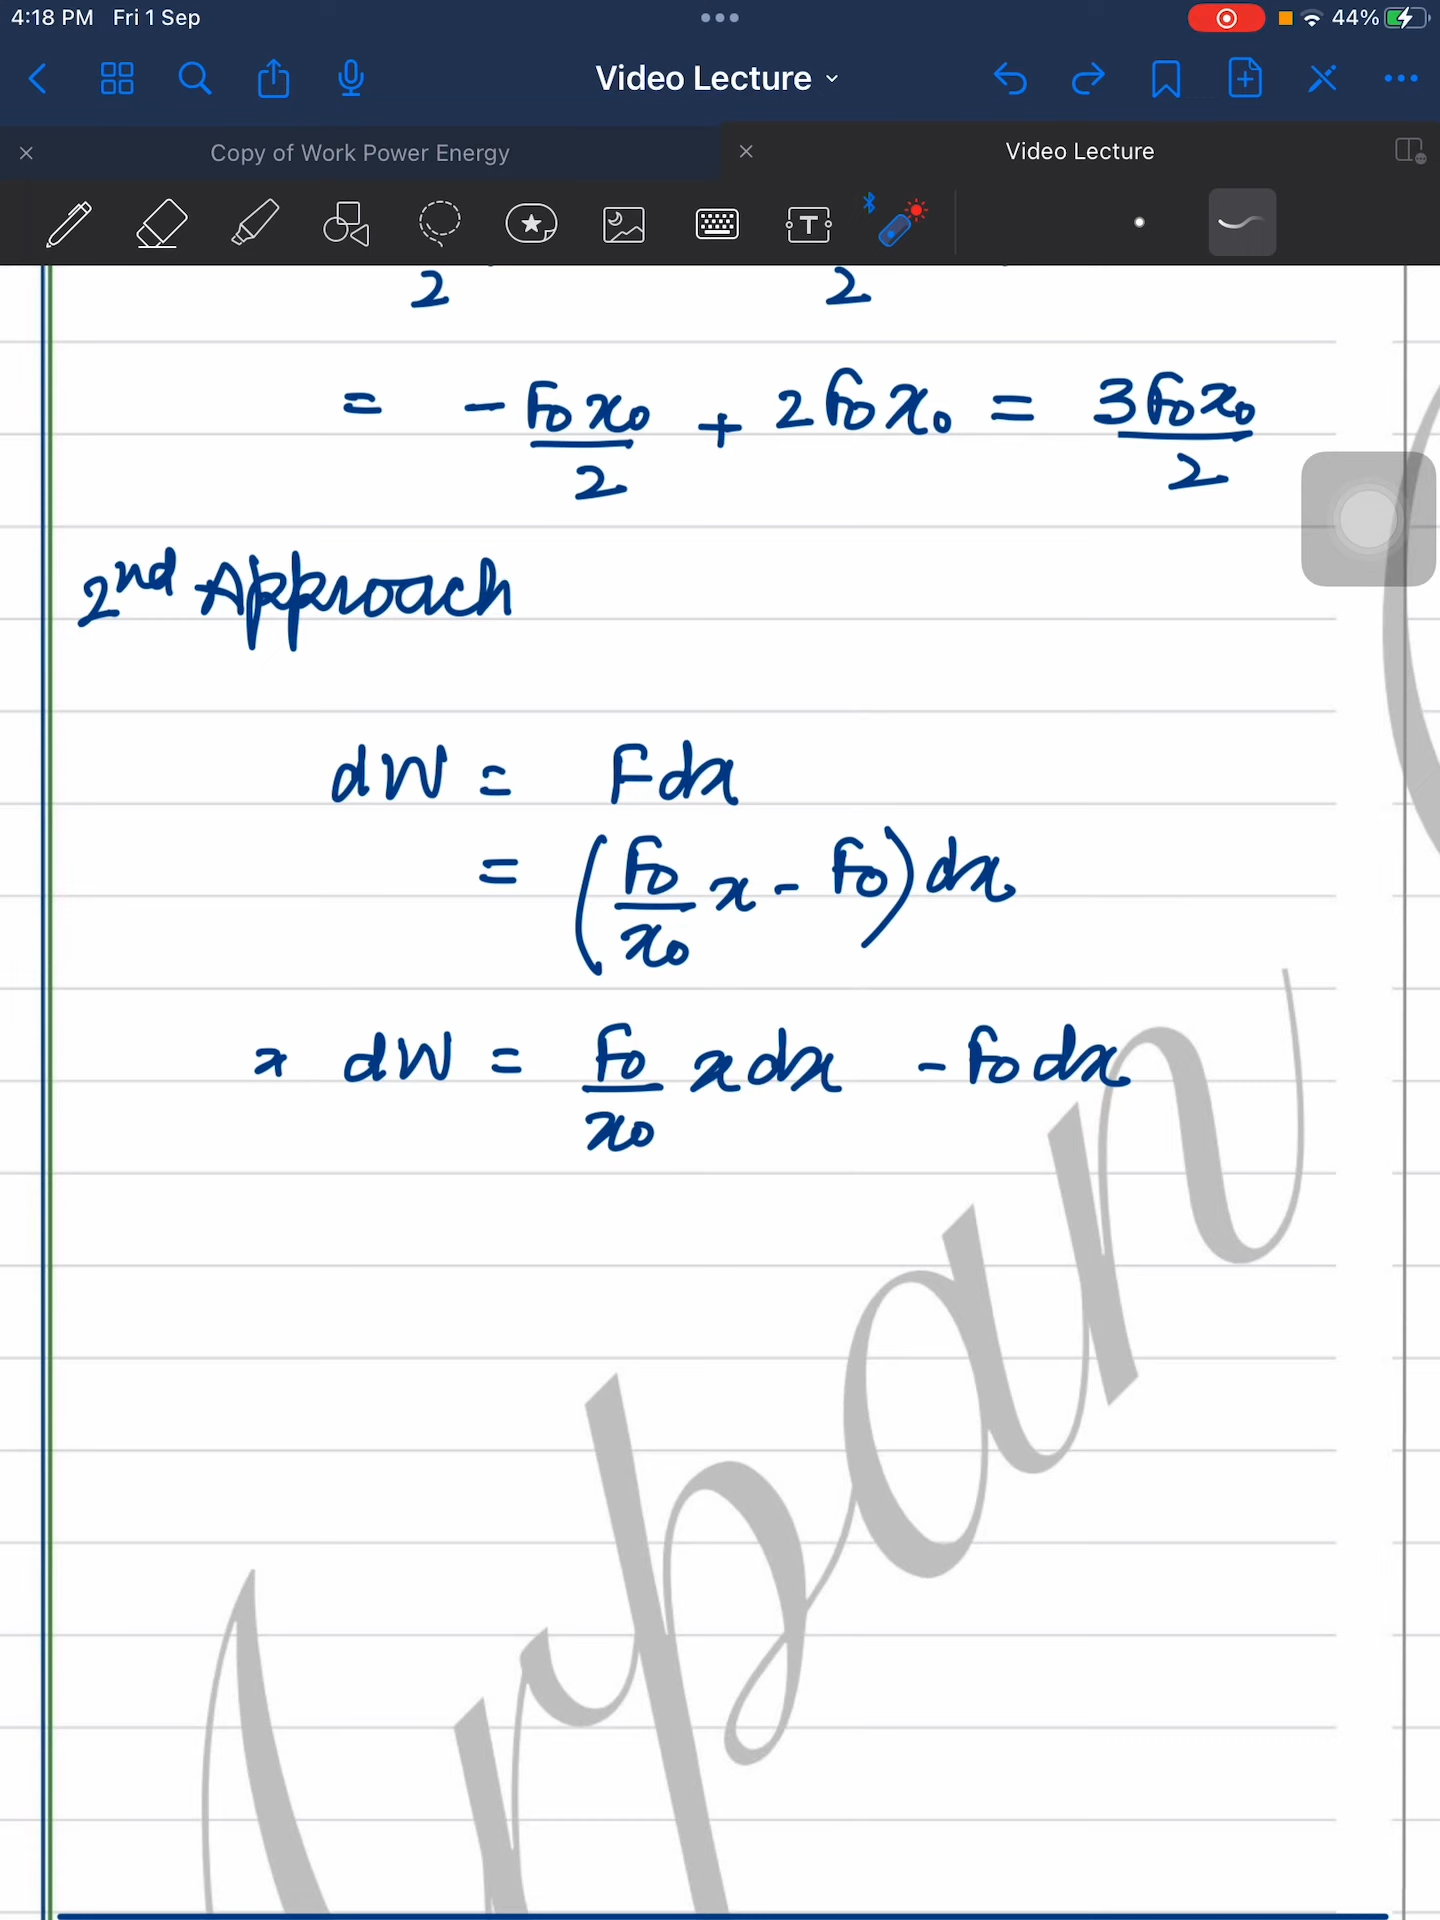 4:18 PM Fri 1 Sep 44%
Video Lecture
Copy of Work Power Energy Video Lecture
T
2 2
= - F₀x₀/2 + 2F₀x₀ = 3F₀x₀/2
2nd Approach
dW = Fdx
= (F₀/x₀ x - F₀)dx
dW = F₀/x₀ xdx - F₀dx
Arpan